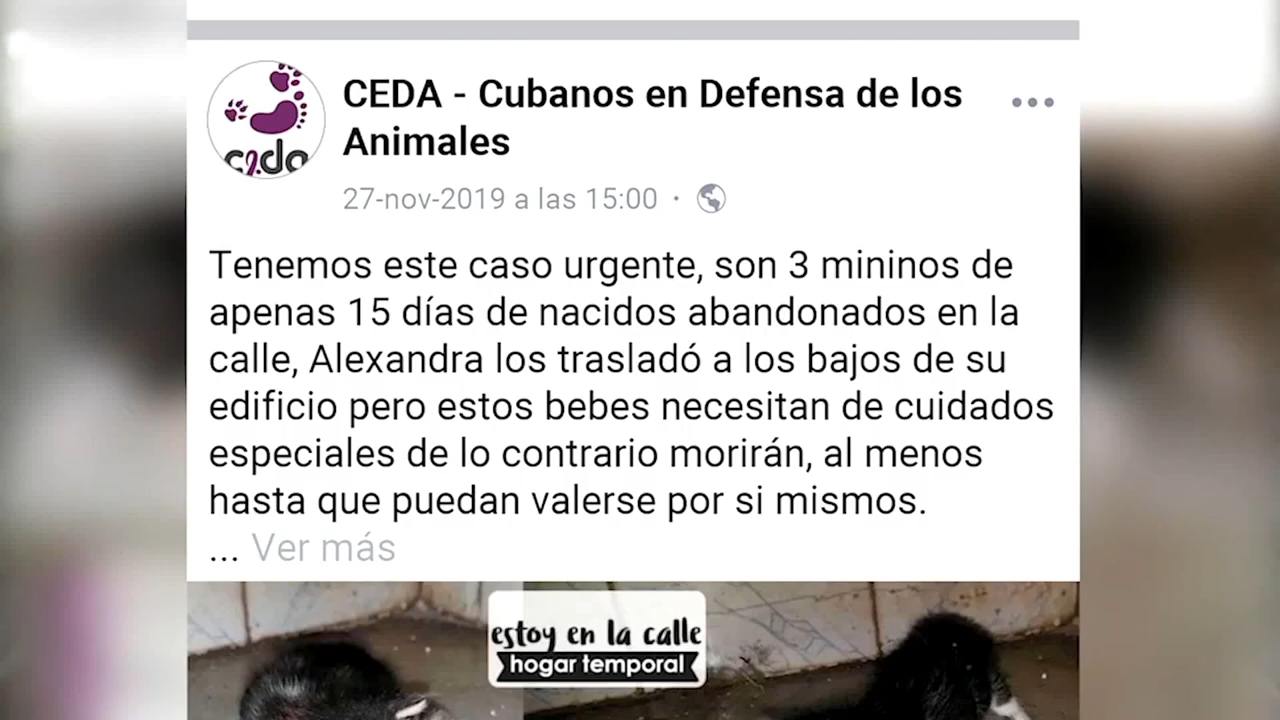 ceda
CEDA - Cubanos en Defensa de los
Animales
27-nov-2019 a las 15:00 ·
Tenemos este caso urgente, son 3 mininos de
apenas 15 días de nacidos abandonados en la
calle, Alexandra los trasladó a los bajos de su
edificio pero estos bebes necesitan de cuidados
especiales de lo contrario morirán, al menos
hasta que puedan valerse por si mismos.
... Ver más
estoy en la calle
hogar temporal